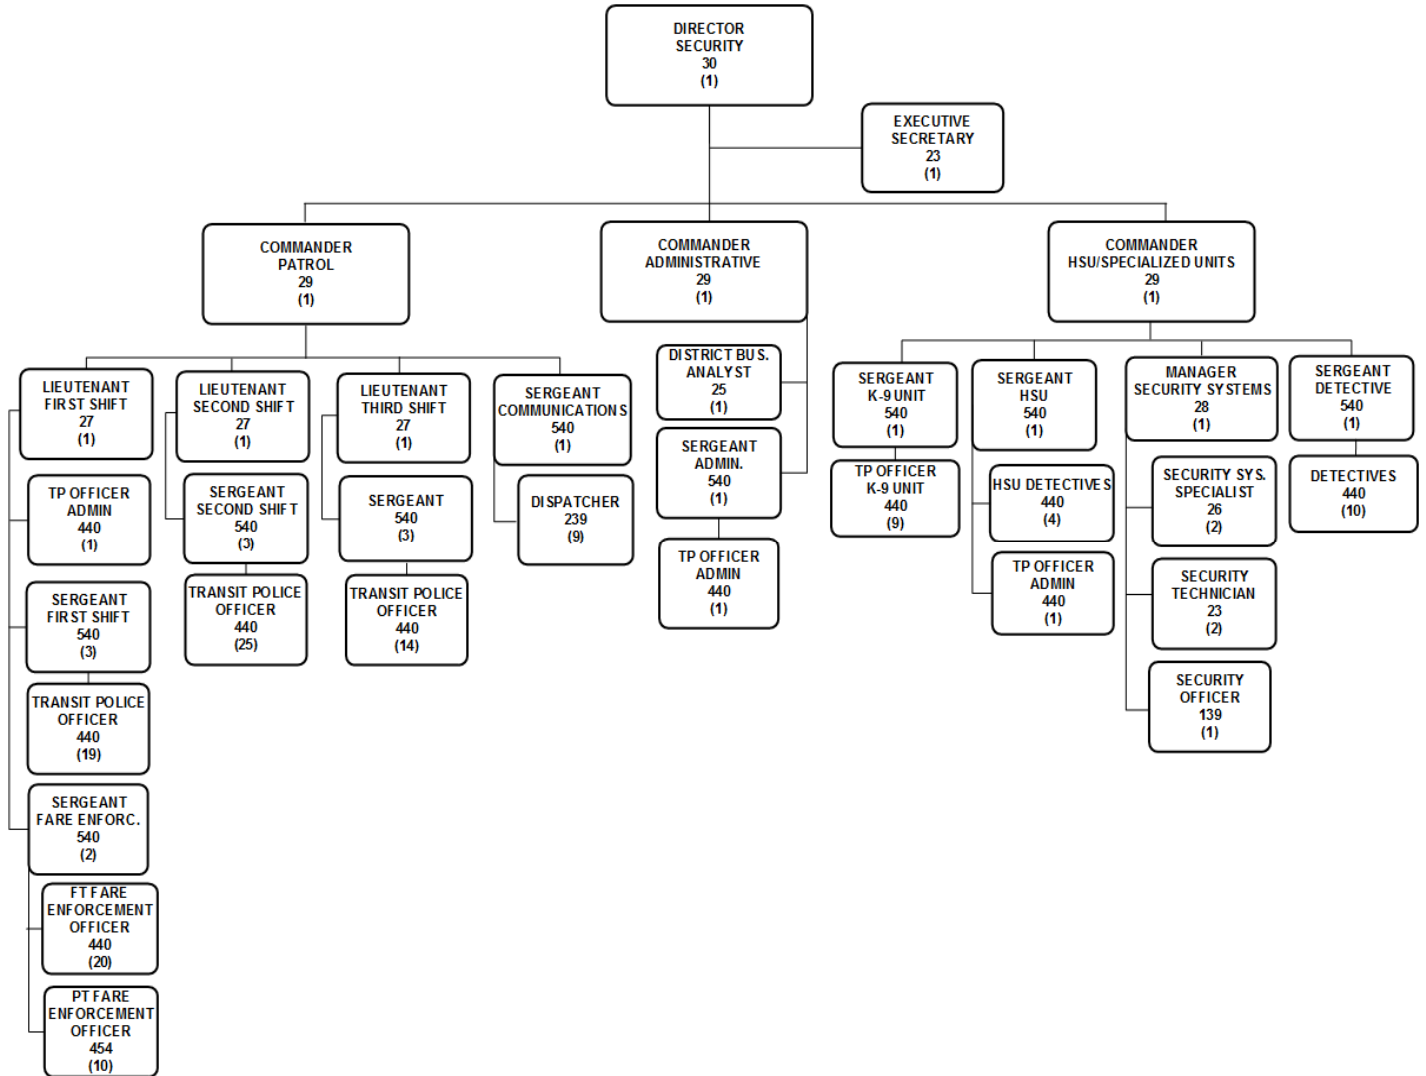 DIRECTOR
SECURITY
30
(1)
EXECUTIVE
SECRETARY
23
(1)
COMMANDER
PATROL
29
(1)
COMMANDER
ADMINISTRATIVE
29
(1)
COMMANDER
HSU/SPECIALIZED UNITS
29
(1)
LIEUTENANT
FIRST SHIFT
27
(1)
TP OFFICER
ADMIN
440
(1)
SERGEANT
FIRST SHIFT
540
(3)
TRANSIT POLICE
OFFICER
440
(19)
SERGEANT
FARE ENFORC.
540
(2)
FT FARE
ENFORCEMENT
OFFICER
440
(20)
PT FARE
ENFORCEMENT
OFFICER
454
(10)
LIEUTENANT
SECOND SHIFT
27
(1)
SERGEANT
SECOND SHIFT
540
(3)
TRANSIT POLICE
OFFICER
440
(25)
LIEUTENANT
THIRD SHIFT
27
(1)
SERGEANT
540
(3)
TRANSIT POLICE
OFFICER
440
(14)
SERGEANT
COMMUNICATIONS
540
(1)
DISPATCHER
239
(9)
DISTRICT BUS.
ANALYST
25
(1)
SERGEANT
ADMIN.
540
(1)
TP OFFICER
ADMIN
440
(1)
SERGEANT
K-9 UNIT
540
(1)
TP OFFICER
K-9 UNIT
440
(9)
SERGEANT
HSU
540
(1)
HSU DETECTIVES
440
(4)
TP OFFICER
ADMIN
440
(1)
MANAGER
SECURITY SYSTEMS
28
(1)
SECURITY SYS.
SPECIALIST
26
(2)
SECURITY
TECHNICIAN
23
(2)
SECURITY
OFFICER
139
(1)
SERGEANT
DETECTIVE
540
(1)
DETECTIVES
440
(10)